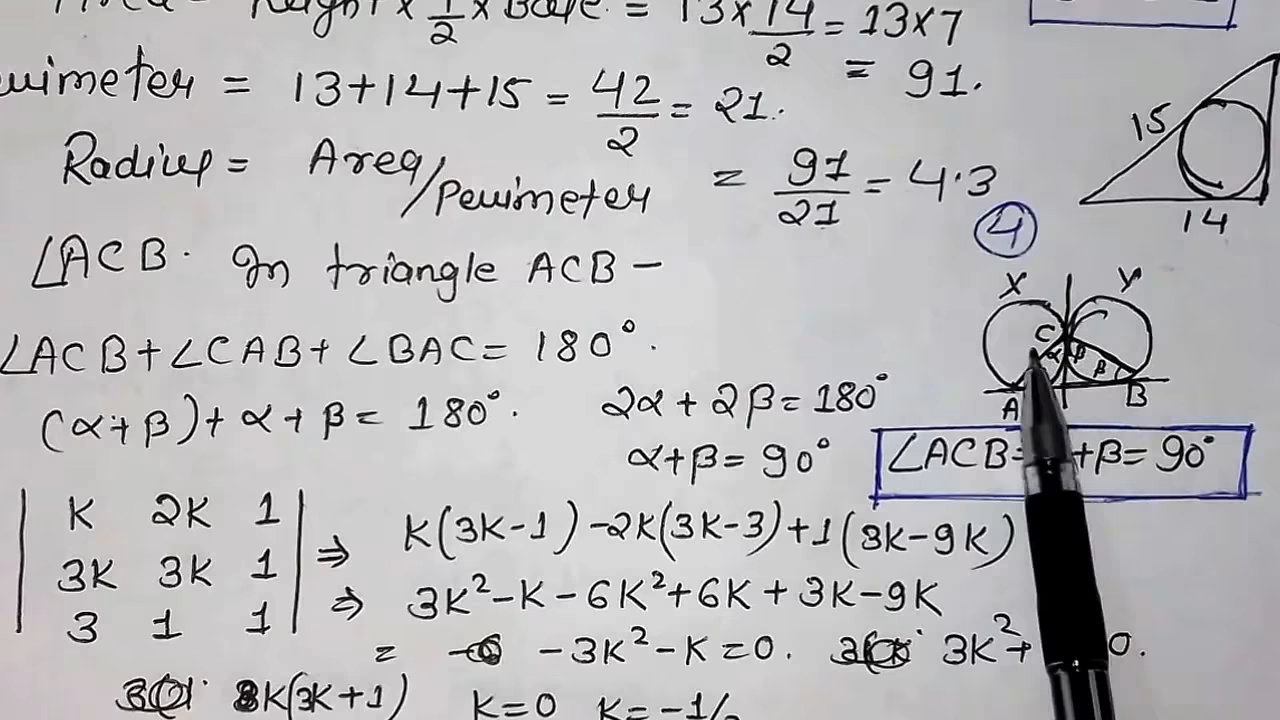 Height × 1/2 × Base = 13×14/2 = 13×7
= 91.
= 13+14+15 = 42/2 = 21.
Radius = Area/Perimeter = 91/21 = 4.3
15
14
4
∠ACB. In triangle ACB –
X Y
C α β β
A B
∠ACB+∠CAB+∠BAC= 180°.
(α+β)+α+β= 180°. 2α+2β=180°
α+β= 90° ∠ACB= +β= 90°
K 2K 1
3K 3K 1
3 1 1
⇒ K(3K-1)-2K(3K-3)+1(3K-9K)
⇒ 3K²-K-6K²+6K+3K-9K
= -3K²-K=0. 3K²+ 0.
K(3K+1) K=0 K=-1/